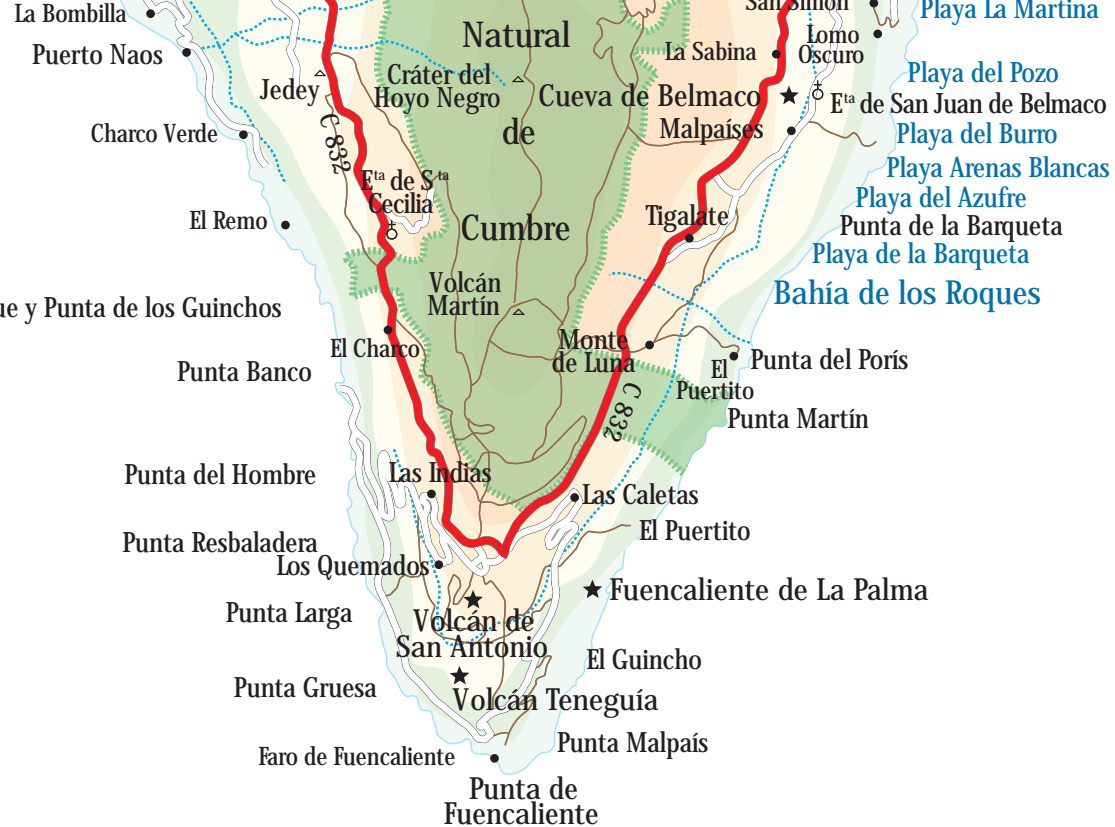 San Simón
Playa La Martina
La Bombilla
Natural
Lomo
Oscuro
Puerto Naos
La Sabina
Cráter del
Hoyo Negro
Playa del Pozo
Jedey
Cueva de Belmaco
Eta de San Juan de Belmaco
C 832
Charco Verde
de
Malpaíses
Playa del Burro
Playa Arenas Blancas
Eta de Sta
Cecilia
Playa del Azufre
El Remo
Cumbre
Tigalate
Punta de la Barqueta
Playa de la Barqueta
Volcán
Martín
Bahía de los Roques
ue y Punta de los Guinchos
El Charco
Monte
de Luna
Punta del Porís
Punta Banco
El
Puertito
C 832
Punta Martín
Punta del Hombre
Las Indias
Las Caletas
El Puertito
Punta Resbaladera
Los Quemados
Fuencaliente de La Palma
Punta Larga
Volcán de
San Antonio
El Guincho
Punta Gruesa
Volcán Teneguía
Punta Malpaís
Faro de Fuencaliente
Punta de
Fuencaliente